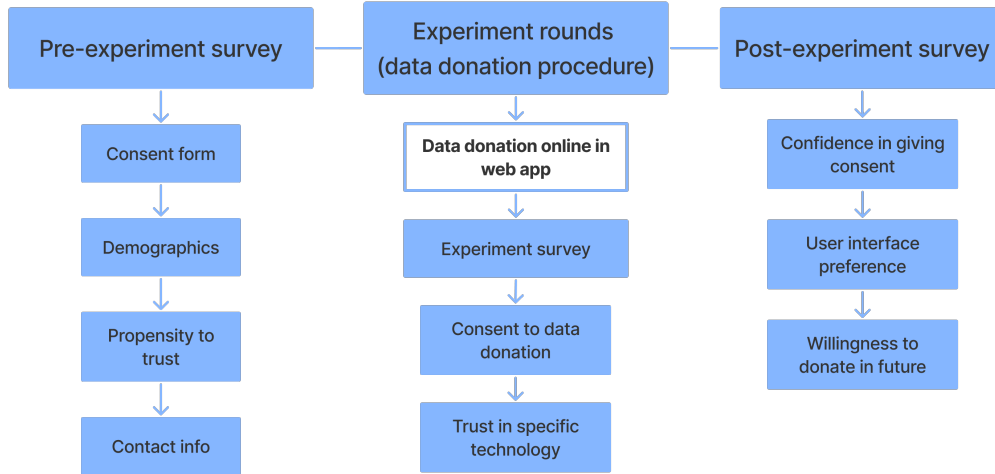 Pre-experiment survey
Consent form
Demographics
Propensity to
trust
Contact info
Experiment rounds
(data donation procedure)
Data donation online in
web app
Experiment survey
Consent to data
donation
Trust in specific
technology
Post-experiment survey
Confidence in giving
consent
User interface
preference
Willingness to
donate in future